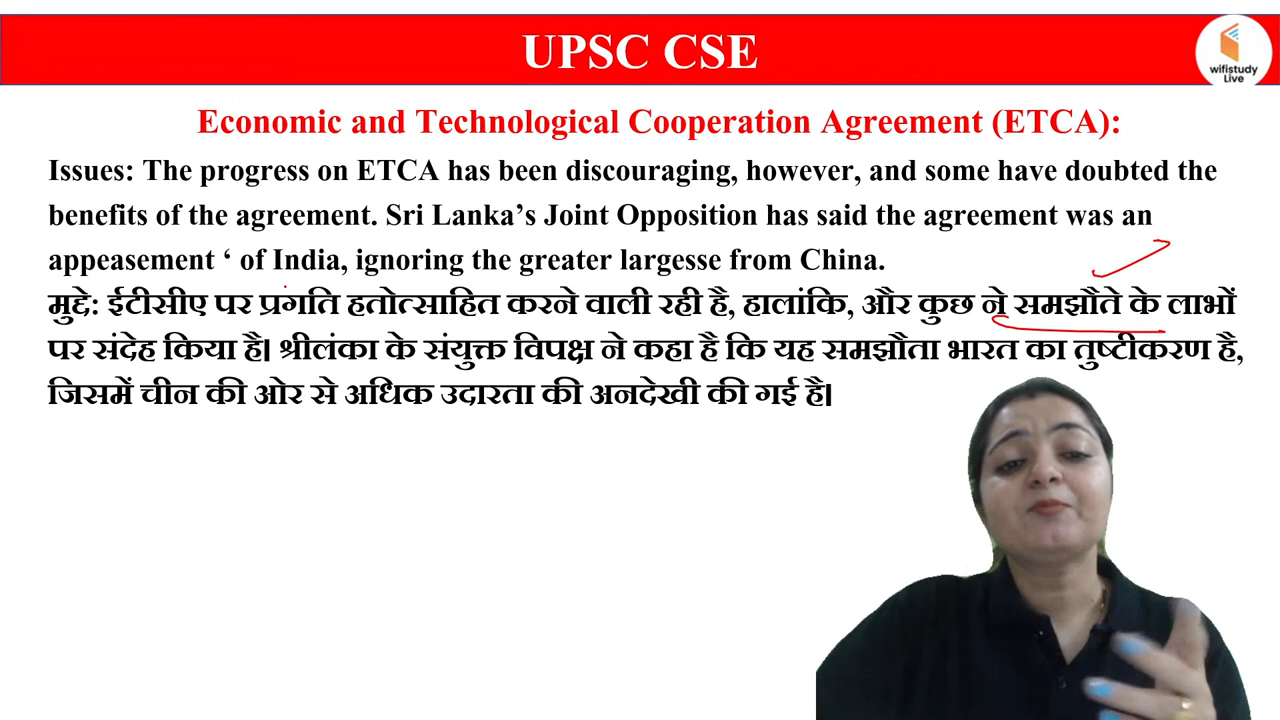 UPSC CSE
wifistudy
Live
Economic and Technological Cooperation Agreement (ETCA):
Issues: The progress on ETCA has been discouraging, however, and some have doubted the
benefits of the agreement. Sri Lanka’s Joint Opposition has said the agreement was an
appeasement ‘ of India, ignoring the greater largesse from China.
मुद्दे: ईटीसीए पर प्रगति हतोत्साहित करने वाली रही है, हालांकि, और कुछ ने समझौते के लाभों
पर संदेह किया है। श्रीलंका के संयुक्त विपक्ष ने कहा है कि यह समझौता भारत का तुष्टीकरण है,
जिसमें चीन की ओर से अधिक उदारता की अनदेखी की गई है।